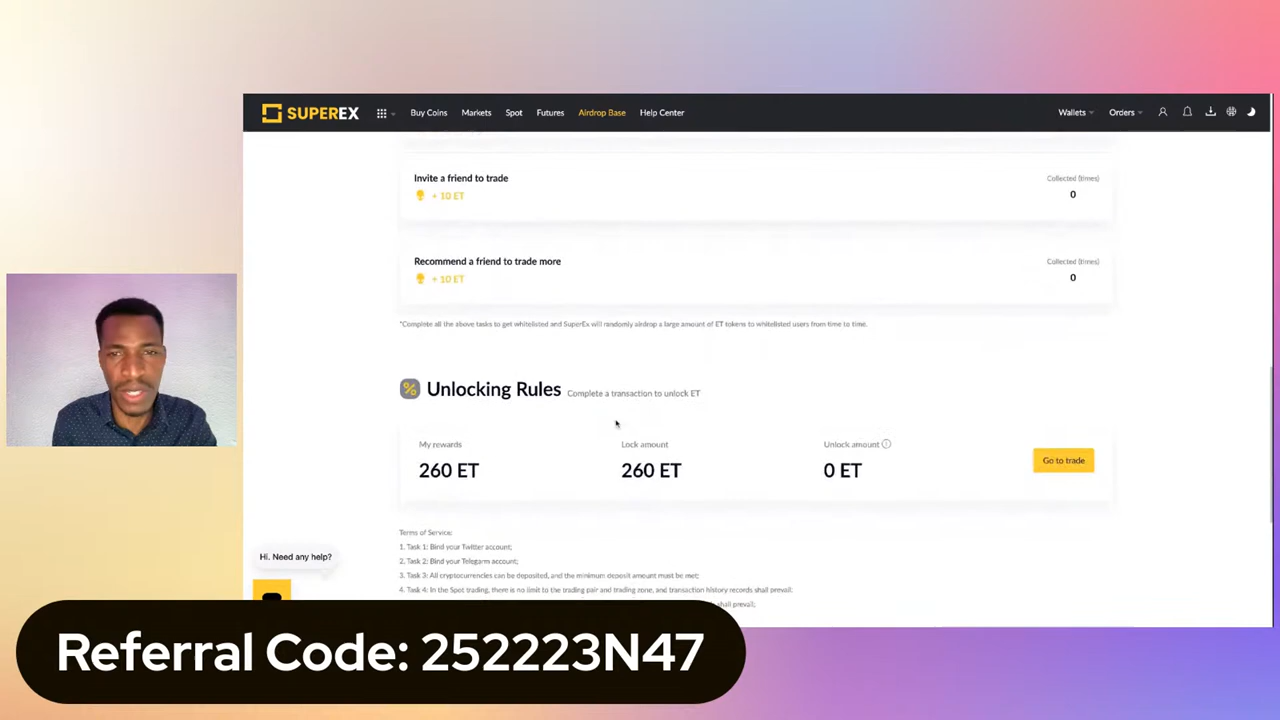 SUPEREX Buy Coins Markets Spot Futures Airdrop Base Help Center Wallets Orders
Invite a friend to trade Collected (times)
+ 10 ET 0
Recommend a friend to trade more Collected (times)
+ 10 ET 0
*Complete all the above tasks to get whitelisted and SuperEx will randomly airdrop a large amount of ET tokens to whitelisted users from time to time.
% Unlocking Rules Complete a transaction to unlock ET
My rewards Lock amount Unlock amount
260 ET 260 ET 0 ET Go to trade
Terms of Service:
1. Task 1: Bind your Twitter account;
Hi. Need any help?
2. Task 2: Bind your Telegarm account;
3. Task 3: All cryptocurrencies can be deposited, and the minimum deposit amount must be met;
4. Task 4: In the Spot trading, there is no limit to the trading pair and trading zone, and transaction history records shall prevail:
shall prevail;
Referral Code: 252223N47